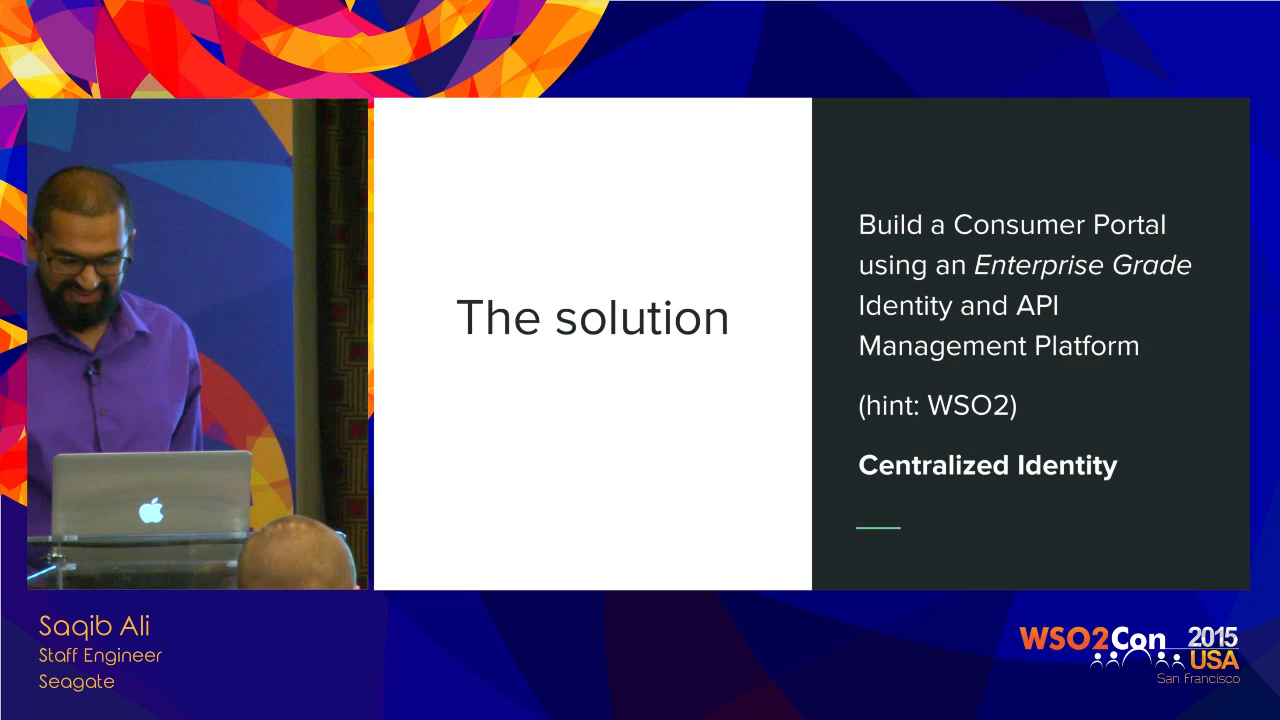 The solution
Build a Consumer Portal
using an Enterprise Grade
Identity and API
Management Platform
(hint: WSO2)
Centralized Identity
Saqib Ali
Staff Engineer
Seagate
WSO2Con 2015
USA
San Francisco